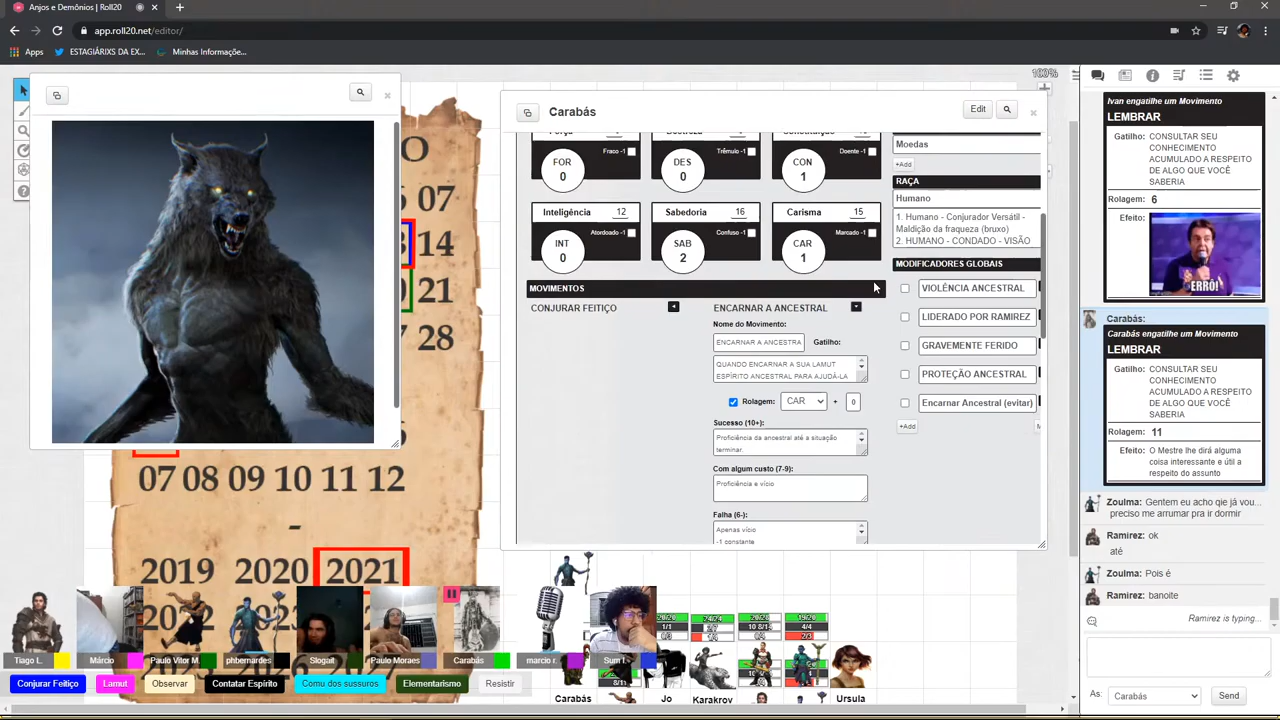 Anjos e Demônios | Roll20
app.roll20.net/editor/
Apps
ESTAGIÁRIXS DA EX...
Minhas Informaçõe...
100%
Carabás
Edit
O
07
14
21
28
07 08 09 10 11 12
-
2019 2020 2021
Fraco -1
Trêmulo -1
Doente -1
FOR
0
DES
0
CON
1
Inteligência 12
Sabedoria 16
Carisma 15
Atordoado -1
Confuso -1
Marcado -1
INT
0
SAB
2
CAR
1
MOVIMENTOS
CONJURAR FEITIÇO
ENCARNAR A ANCESTRAL
Nome do Movimento:
ENCARNAR A ANCESTRA
Gatilho:
QUANDO ENCARNAR A SUA LAMUT
ESPÍRITO ANCESTRAL PARA AJUDÁ-LA
Rolagem: CAR + 0
Sucesso (10+):
Proficiência da ancestral até a situação
terminar.
Com algum custo (7-9):
Proficiência e vício
Falha (6-):
Apenas vício
-1 constante
Moedas
+Add
RAÇA
Humano
1. Humano - Conjurador Versátil -
Maldição da fraqueza (bruxo)
2. HUMANO - CONDADO - VISÃO
MODIFICADORES GLOBAIS
VIOLÊNCIA ANCESTRAL
LIDERADO POR RAMIREZ
GRAVEMENTE FERIDO
PROTEÇÃO ANCESTRAL
Encarnar Ancestral (evitar)
+Add
Ivan engatilhe um Movimento
LEMBRAR
Gatilho: CONSULTAR SEU
CONHECIMENTO
ACUMULADO A RESPEITO
DE ALGO QUE VOCÊ
SABERIA
Rolagem: 6
Efeito:
ERRÔ!
Carabás:
Carabás engatilhe um Movimento
LEMBRAR
Gatilho: CONSULTAR SEU
CONHECIMENTO
ACUMULADO A RESPEITO
DE ALGO QUE VOCÊ
SABERIA
Rolagem: 11
Efeito: O Mestre lhe dirá alguma
coisa interessante e útil a
respeito do assunto
Zoulma: Gentem eu acho qie já vou...
preciso me arrumar pra ir dormir
Ramirez: ok
até
Zoulma: Pois é
Ramirez: banoite
Ramirez is typing...
As: Carabás
Send
Tiago L.
Márcio
Paulo Vitor M.
phbernardes
Slogait
Paulo Moraes
Carabás
marcio r.
Sum I.
Conjurar Feitiço
Lamut
Observar
Contatar Espírito
Comu dos sussuros
Elementarismo
Resistir
Carabás
Jo
Karakrov
Ursula